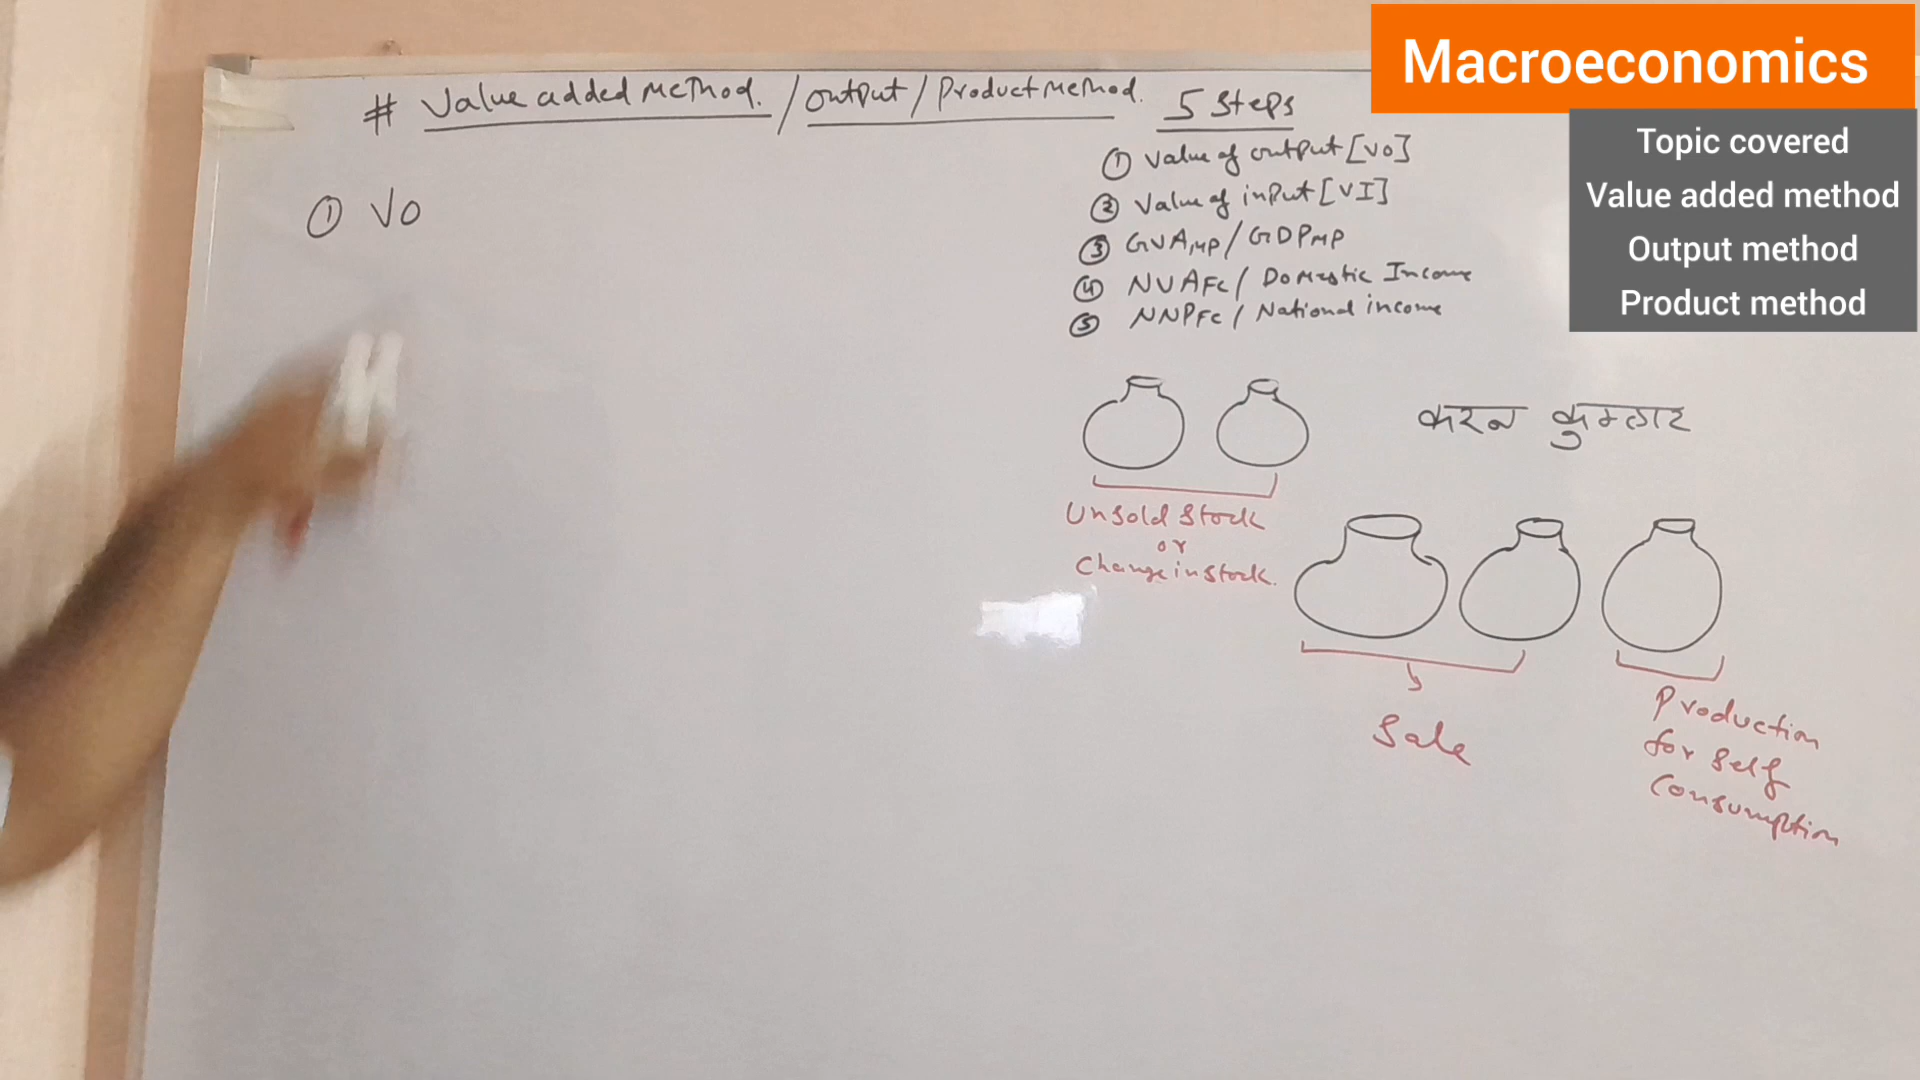 # Value added Method. / output / Product Method.
5 Steps
① Value of output [VO]
② Value of input [VI]
③ GVAMP / GDPMP
④ NVAFC / Domestic Income
⑤ NNPFC / National income
① VO
करन कुम्हार
Unsold Stock
or
Change in Stock.
Sale
Production
for Self
Consumption
Macroeconomics
Topic covered
Value added method
Output method
Product method